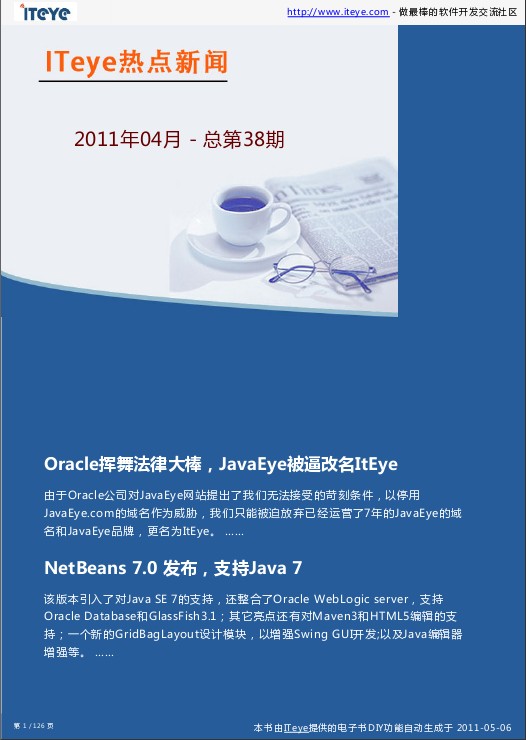 ITeye
http://www.iteye.com - 做最棒的软件开发交流社区
ITeye热点新闻
2011年04月 - 总第38期
Times
Oracle挥舞法律大棒，JavaEye被逼改名ItEye
由于Oracle公司对JavaEye网站提出了我们无法接受的苛刻条件，以停用
JavaEye.com的域名作为威胁，我们只能被迫放弃已经运营了7年的JavaEye的域
名和JavaEye品牌，更名为ItEye。 ......
NetBeans 7.0 发布，支持Java 7
该版本引入了对Java SE 7的支持，还整合了Oracle WebLogic server，支持
Oracle Database和GlassFish3.1；其它亮点还有对Maven3和HTML5编辑的支
持；一个新的GridBagLayout设计模块，以增强Swing GUI开发;以及Java编辑器
增强等。 ......
第 1 / 126 页
本书由ITeye提供的电子书DIY功能自动生成于 2011-05-06